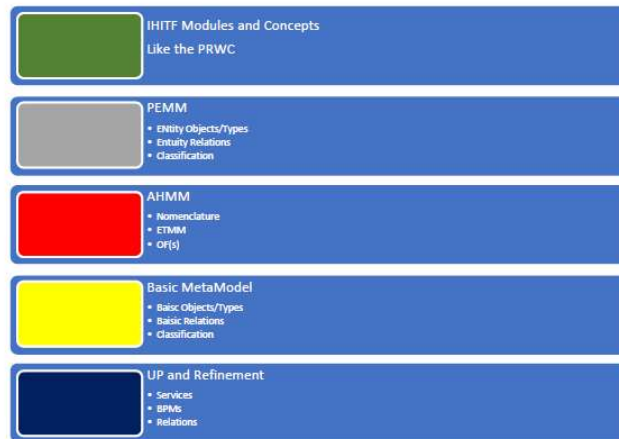 IHITF Modules and Concepts
Like the PRWC
PEMM
• ENtity Objects/Types
• Entuity Relations
• Classification
AHMM
• Nomenclature
• ETMM
• OF(s)
Basic MetaModel
• Baisc Objects/Types
• Baisic Relations
• Classification
UP and Refinement
• Services
• BPMs
• Relations